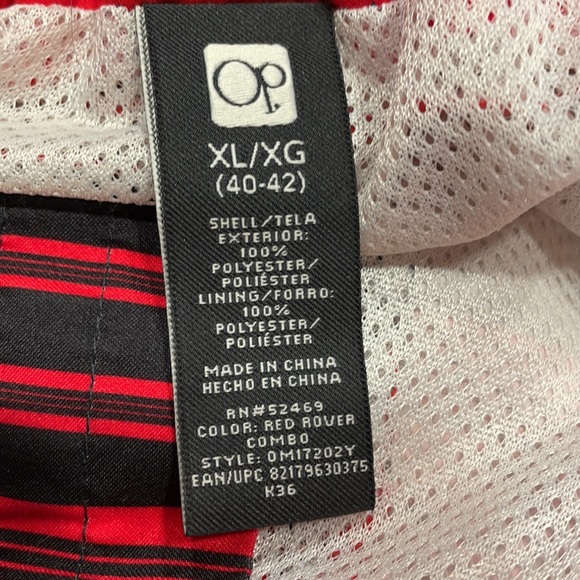 Op.
XL/XG
(40-42)
SHELL/TELA
EXTERIOR:
100%
POLYESTER/
POLIÉSTER
LINING/FORRO:
100%
POLYESTER/
POLIÉSTER
MADE IN CHINA
HECHO EN CHINA
RN#52469
COLOR: RED ROVER
COMBO
STYLE: OM17202Y
EAN/UPC 82179630375
K36